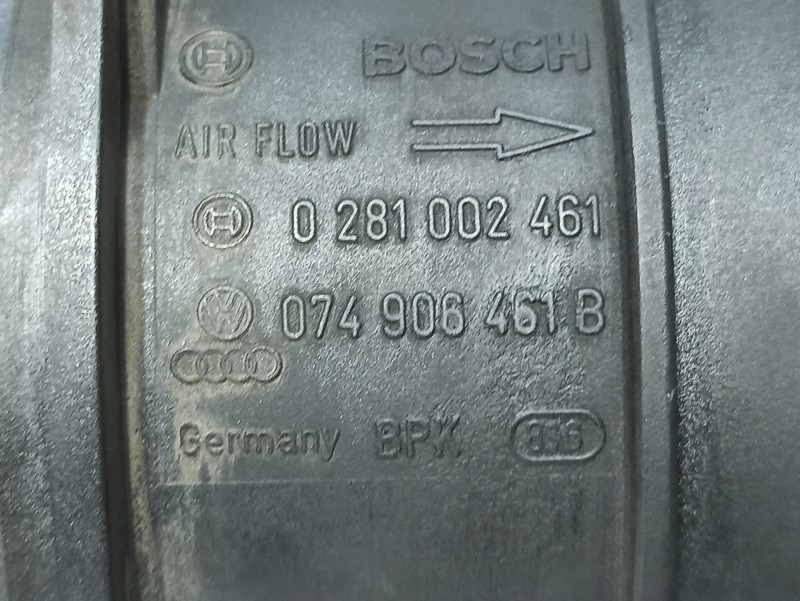 BOSCH
AIR FLOW
0 281 002 461
074 906 461 B
Germany BPK